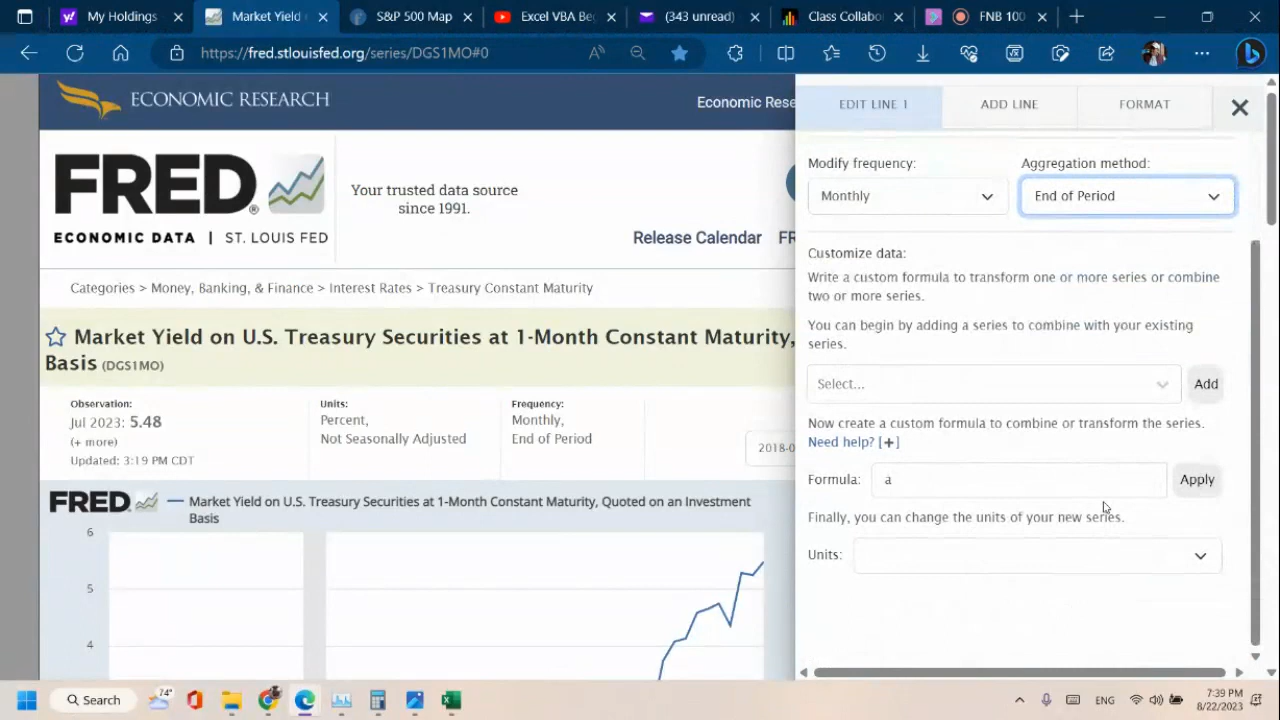 My Holdings
Market Yield
S&P 500 Map
Excel VBA Be
(343 unread)
Class Collabo
FNB 100
https://fred.stlouisfed.org/series/DGS1MO#0
ECONOMIC RESEARCH
Economic Rese
EDIT LINE 1
ADD LINE
FORMAT
FRED
ECONOMIC DATA | ST. LOUIS FED
Your trusted data source
since 1991.
Release Calendar
FR
Modify frequency:
Aggregation method:
Monthly
End of Period
Customize data:
Write a custom formula to transform one or more series or combine
two or more series.
You can begin by adding a series to combine with your existing
series.
Select...
Add
Now create a custom formula to combine or transform the series.
Need help? [+]
Formula:
a
Apply
Finally, you can change the units of your new series.
Units:
Categories > Money, Banking, & Finance > Interest Rates > Treasury Constant Maturity
Market Yield on U.S. Treasury Securities at 1-Month Constant Maturity,
Basis (DGS1MO)
Observation:
Jul 2023: 5.48
(+ more)
Updated: 3:19 PM CDT
Units:
Percent,
Not Seasonally Adjusted
Frequency:
Monthly,
End of Period
2018-0
FRED
Market Yield on U.S. Treasury Securities at 1-Month Constant Maturity, Quoted on an Investment
Basis
6
5
4
Search
74°
ENG
7:39 PM
8/22/2023